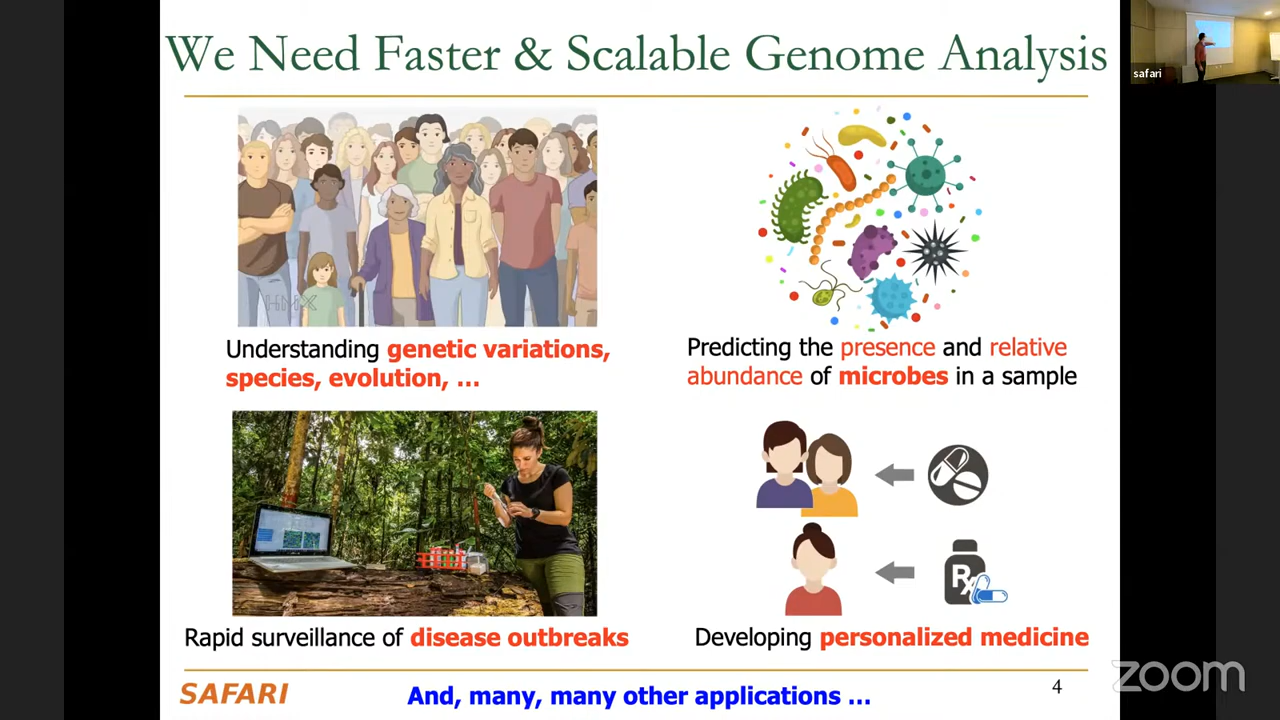 We Need Faster & Scalable Genome Analysis
safari
HMX
Understanding genetic variations,
species, evolution, …
Predicting the presence and relative
abundance of microbes in a sample
Rx
Rapid surveillance of disease outbreaks
Developing personalized medicine
SAFARI
And, many, many other applications …
4
zoom